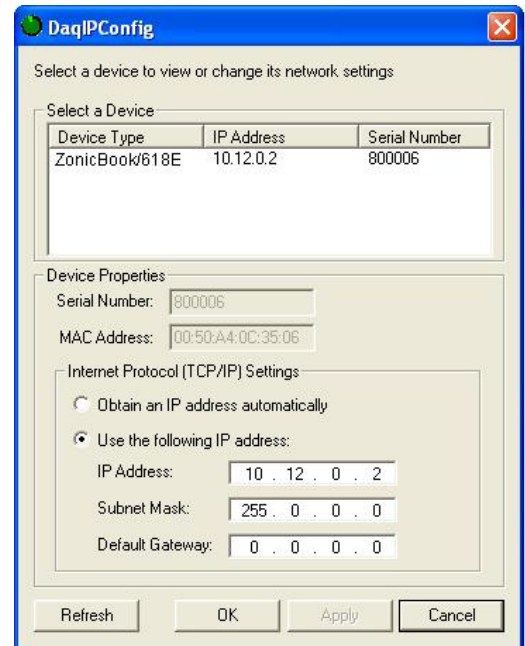 DaqIPConfig
Select a device to view or change its network settings
Select a Device
Device Type IP Address Serial Number
ZonicBook/618E 10.12.0.2 800006
Device Properties
Serial Number: 800006
MAC Address: 00:50:A4:0C:35:06
Internet Protocol (TCP/IP) Settings
Obtain an IP address automatically
Use the following IP address:
IP Address: 10 . 12 . 0 . 2
Subnet Mask: 255 . 0 . 0 . 0
Default Gateway: 0 . 0 . 0 . 0
Refresh OK Apply Cancel